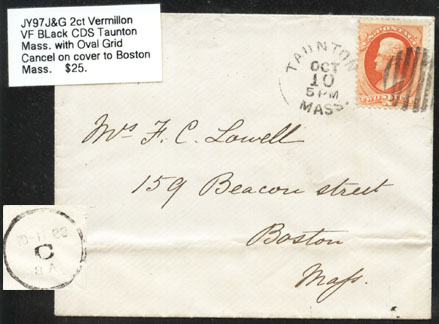 JY97J&G 2ct Vermillon
VF BLack CDS Taunton
Mass. with Oval Grid
Cancel on cover to Boston
Mass. $25.
TAUNTON
OCT
10
5 PM
MASS.
Mrs F. C. Lowell
159 Beacon street
Boston
Mass.